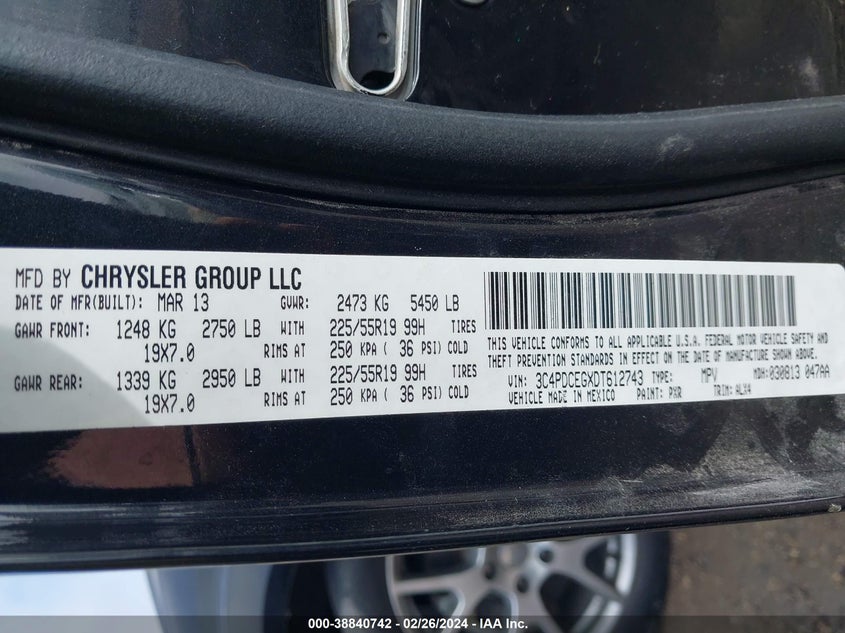 MFD BY CHRYSLER GROUP LLC
DATE OF MFR(BUILT): MAR 13 GVWR: 2473 KG 5450 LB
GAWR FRONT: 1248 KG 2750 LB WITH 225/55R19 99H TIRES
19X7.0 RIMS AT 250 KPA ( 36 PSI) COLD
GAWR REAR: 1339 KG 2950 LB WITH 225/55R19 99H TIRES
19X7.0 RIMS AT 250 KPA ( 36 PSI) COLD
THIS VEHICLE CONFORMS TO ALL APPLICABLE U.S.A. FEDERAL MOTOR VEHICLE SAFETY AND
THEFT PREVENTION STANDARDS IN EFFECT ON THE DATE OF MANUFACTURE SHOWN ABOVE.
VIN: 3C4PDCEGXDT612743 TYPE: MPV MDH: 030813 047AA
VEHICLE MADE IN MEXICO PAINT: PXR TRIM: ALX4
000-38840742 - 02/26/2024 - IAA Inc.